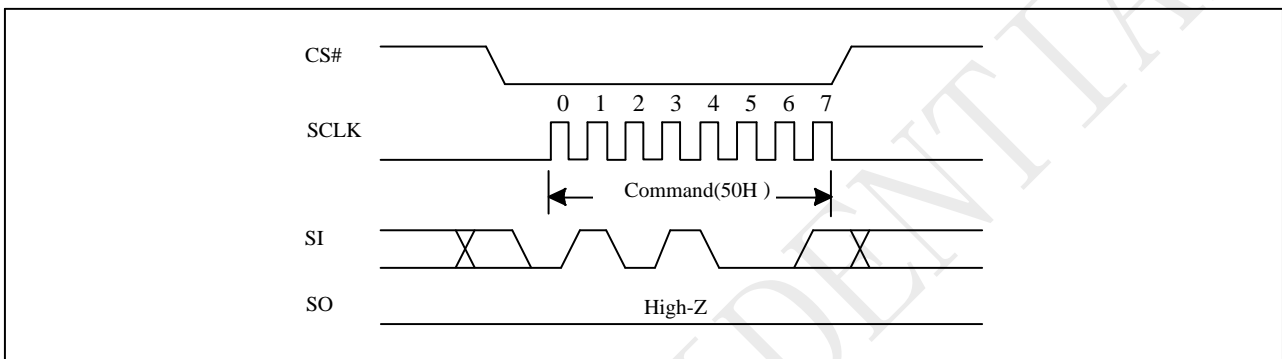 CS#
0 1 2 3 4 5 6 7
SCLK
Command(50H )
SI
SO High-Z